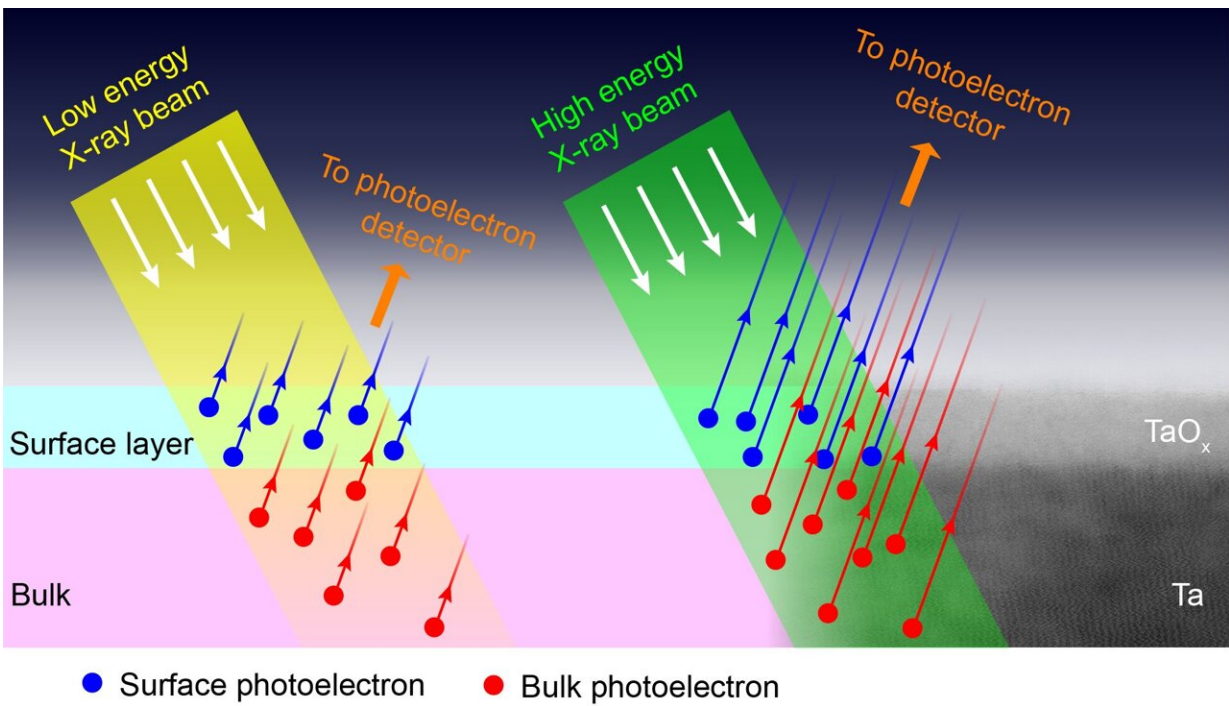 Low energy
X-ray beam
To photoelectron
detector
High energy
X-ray beam
To photoelectron
detector
Surface layer
TaOₓ
Bulk
Ta
Surface photoelectron
Bulk photoelectron